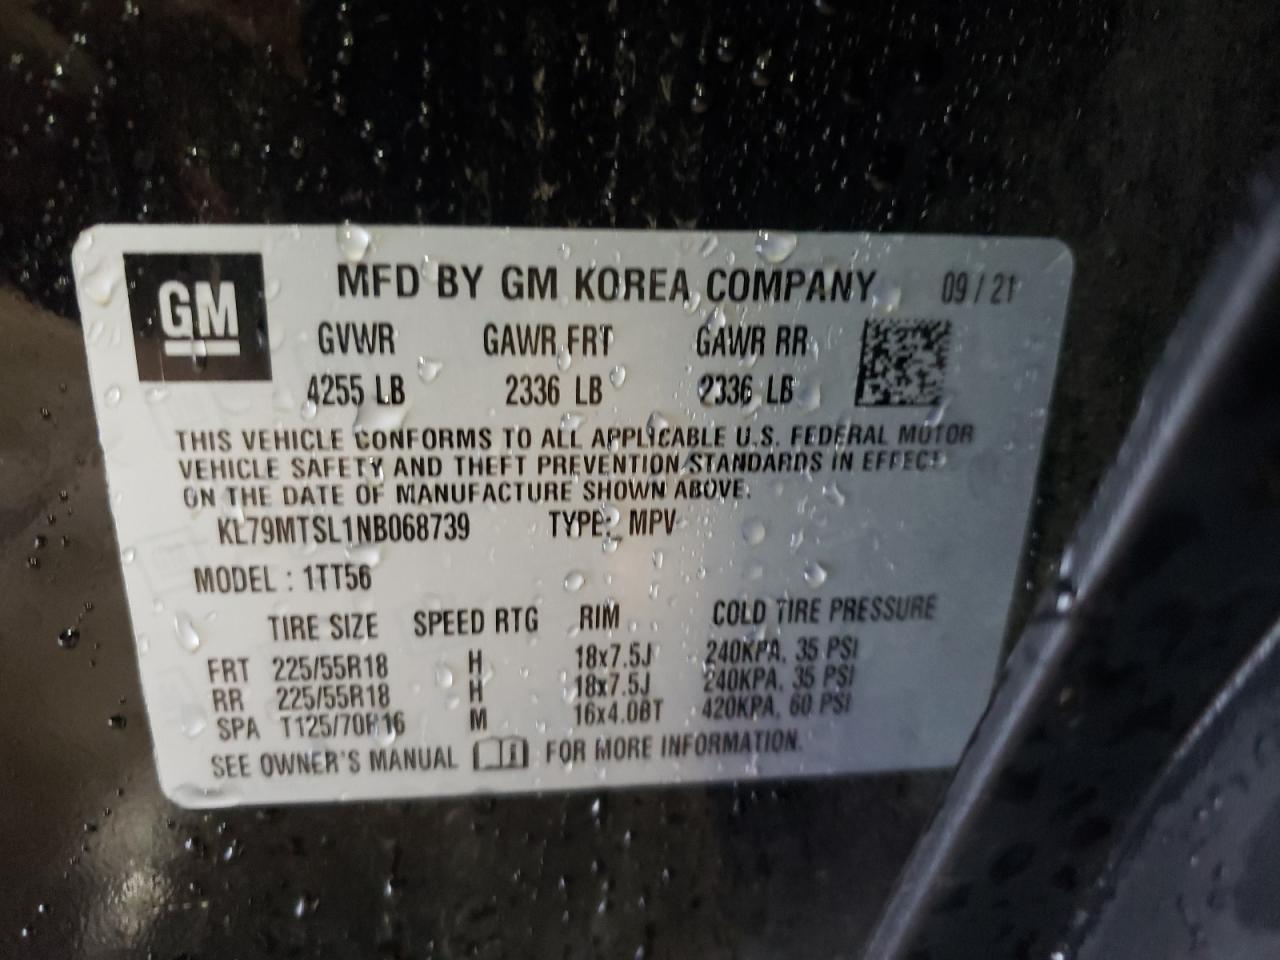 GM
MFD BY GM KOREA COMPANY 09/21
GVWR GAWR FRT GAWR RR
4255 LB 2336 LB 2336 LB
THIS VEHICLE CONFORMS TO ALL APPLICABLE U.S. FEDERAL MOTOR
VEHICLE SAFETY AND THEFT PREVENTION STANDARDS IN EFFECT
ON THE DATE OF MANUFACTURE SHOWN ABOVE.
KL79MTSL1NB068739 TYPE: MPV
MODEL : 1TT56
TIRE SIZE SPEED RTG RIM COLD TIRE PRESSURE
FRT 225/55R18 H 18x7.5J 240KPA, 35 PSI
RR 225/55R18 H 18x7.5J 240KPA, 35 PSI
SPA T125/70R16 M 16x4.0BT 420KPA, 60 PSI
SEE OWNER'S MANUAL FOR MORE INFORMATION.